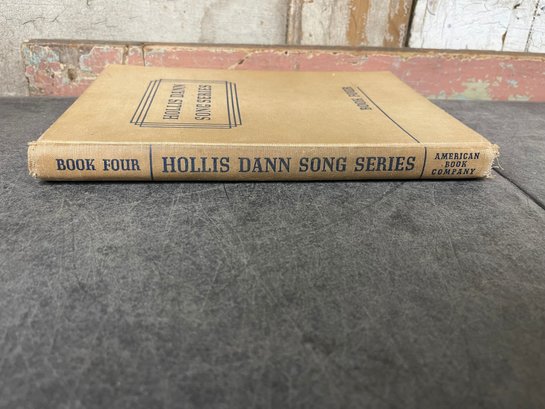 HOLLIS DANN
SONG SERIES
BOOK FOUR
BOOK FOUR
HOLLIS DANN SONG SERIES
AMERICAN
BOOK
COMPANY